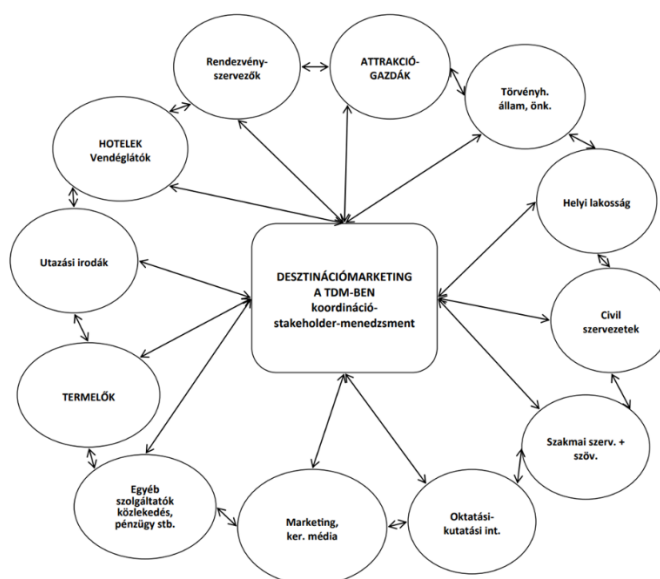 Rendezvény-
szervezők
ATTRAKCIÓ-
GAZDÁK
Törvényh.
állam, önk.
HOTELEK
Vendéglátók
Helyi lakosság
Utazási irodák
DESZTINÁCIÓMARKETING
A TDM-BEN
koordináció-
stakeholder-menedzsment
Civil
szervezetek
TERMELŐK
Szakmai szerv. +
szöv.
Egyéb
szolgáltatók
közlekedés,
pénzügy stb.
Marketing,
ker. média
Oktatási-
kutatási int.